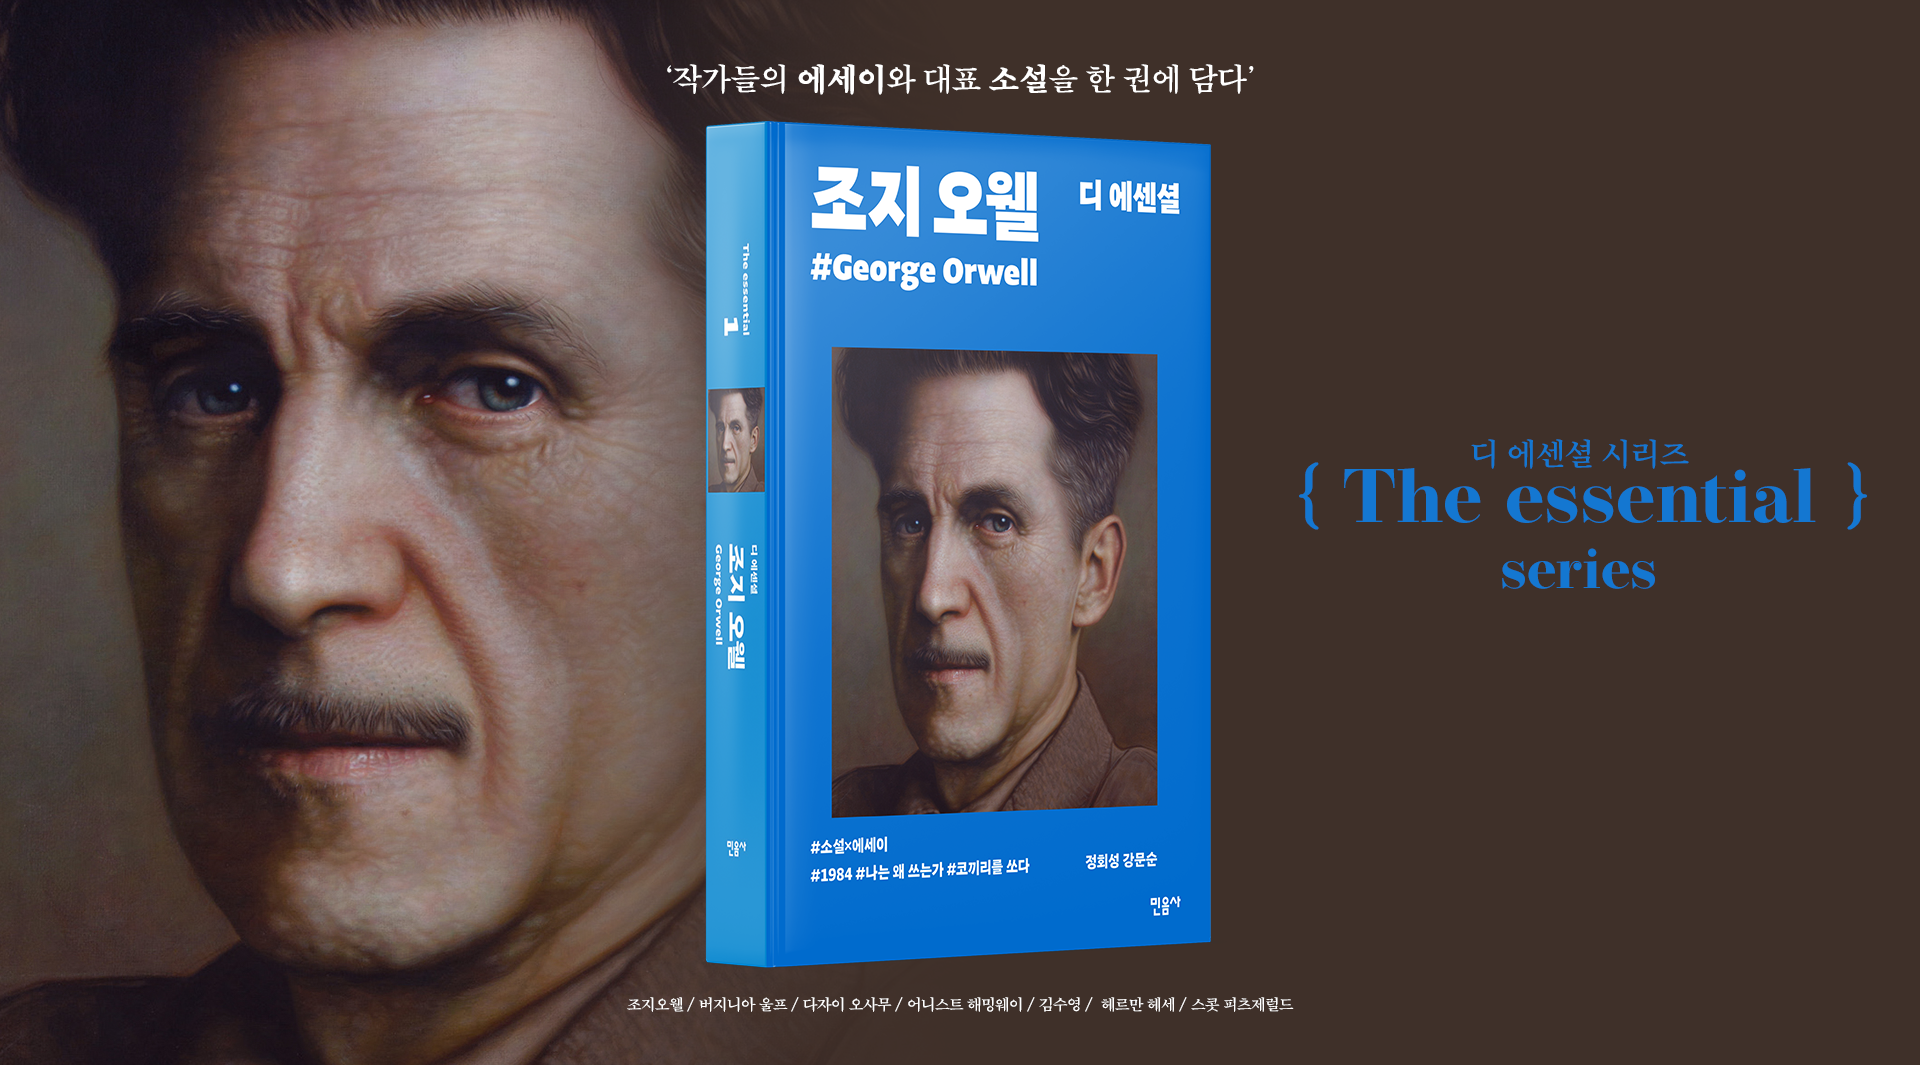 ‘작가들의 에세이와 대표 소설을 한 권에 담다’
The essential
1
디 에센셜
조지 오웰
George Orwell
민음사
조지 오웰
디 에센셜
#George Orwell
#소설×에세이
#1984 #나는 왜 쓰는가 #코끼리를 쏘다
정회성 강문순
민음사
디 에센셜 시리즈
{ The essential }
series
조지오웰 / 버지니아 울프 / 다자이 오사무 / 어니스트 해밍웨이 / 김수영 / 헤르만 헤세 / 스콧 피츠제럴드